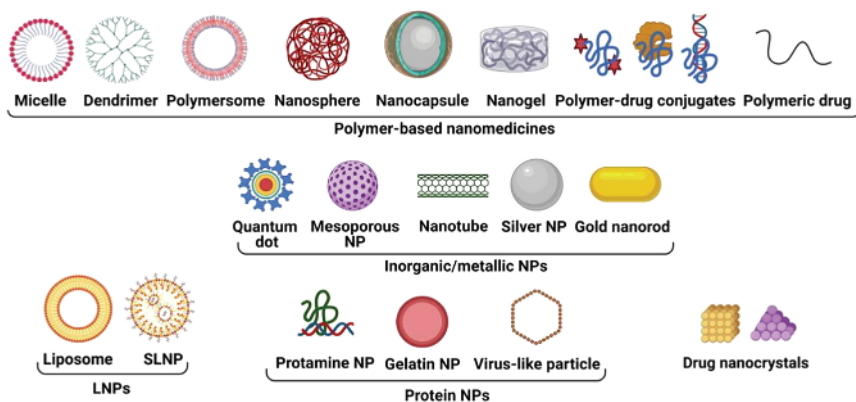 Micelle Dendrimer Polymersome Nanosphere Nanocapsule Nanogel Polymer-drug conjugates Polymeric drug
Polymer-based nanomedicines
Quantum dot Mesoporous NP Nanotube Silver NP Gold nanorod
Inorganic/metallic NPs
Liposome SLNP Protamine NP Gelatin NP Virus-like particle Drug nanocrystals
LNPs Protein NPs